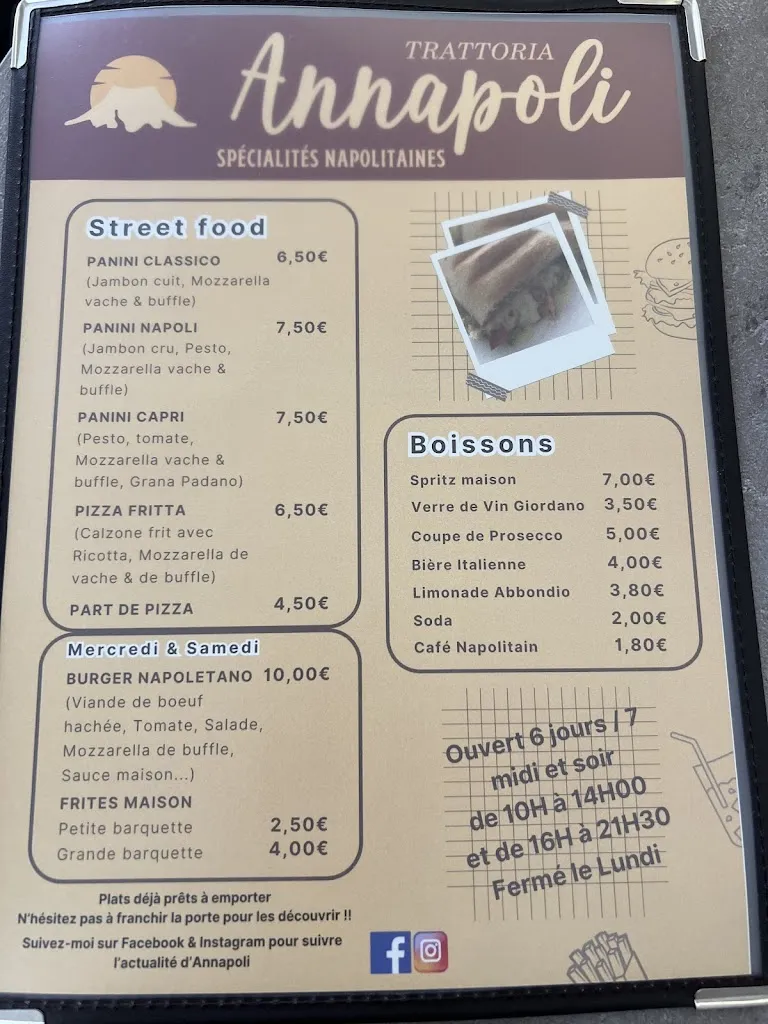 TRATTORIA
Annapoli
SPÉCIALITÉS NAPOLITAINES
Street food
PANINI CLASSICO 6,50€
(Jambon cuit, Mozzarella
vache & buffle)
PANINI NAPOLI 7,50€
(Jambon cru, Pesto,
Mozzarella vache &
buffle)
PANINI CAPRI 7,50€
(Pesto, tomate,
Mozzarella vache &
buffle, Grana Padano)
PIZZA FRITTA 6,50€
(Calzone frit avec
Ricotta, Mozzarella de
vache & de buffle)
PART DE PIZZA 4,50€
Mercredi & Samedi
BURGER NAPOLETANO 10,00€
(Viande de boeuf
hachée, Tomate, Salade,
Mozzarella de buffle,
Sauce maison...)
FRITES MAISON
Petite barquette 2,50€
Grande barquette 4,00€
Plats déjà prêts à emporter
N'hésitez pas à franchir la porte pour les découvrir !!
Suivez-moi sur Facebook & Instagram pour suivre
l'actualité d'Annapoli
Boissons
Spritz maison 7,00€
Verre de Vin Giordano 3,50€
Coupe de Prosecco 5,00€
Bière Italienne 4,00€
Limonade Abbondio 3,80€
Soda 2,00€
Café Napolitain 1,80€
Ouvert 6 jours / 7
midi et soir
de 10H à 14H00
et de 16H à 21H30
Fermé le Lundi